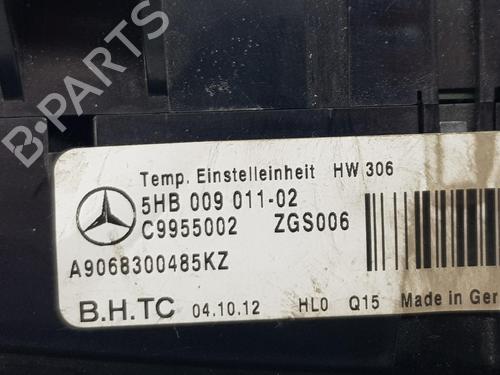 B-PARTS
Temp. Einstelleinheit HW 306
5HB 009 011-02
C9955002 ZGS006
A9068300485KZ
B.H.TC 04.10.12 HL0 Q15 Made in Ger